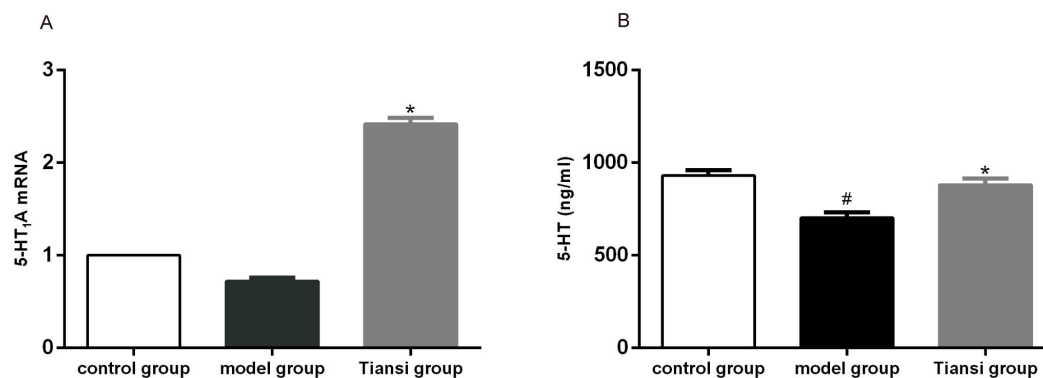 A
5-HT₁A mRNA
3
2
1
0
*
control group
model group
Tiansi group
B
5-HT (ng/ml)
1500
1000
500
0
#
*
control group
model group
Tiansi group